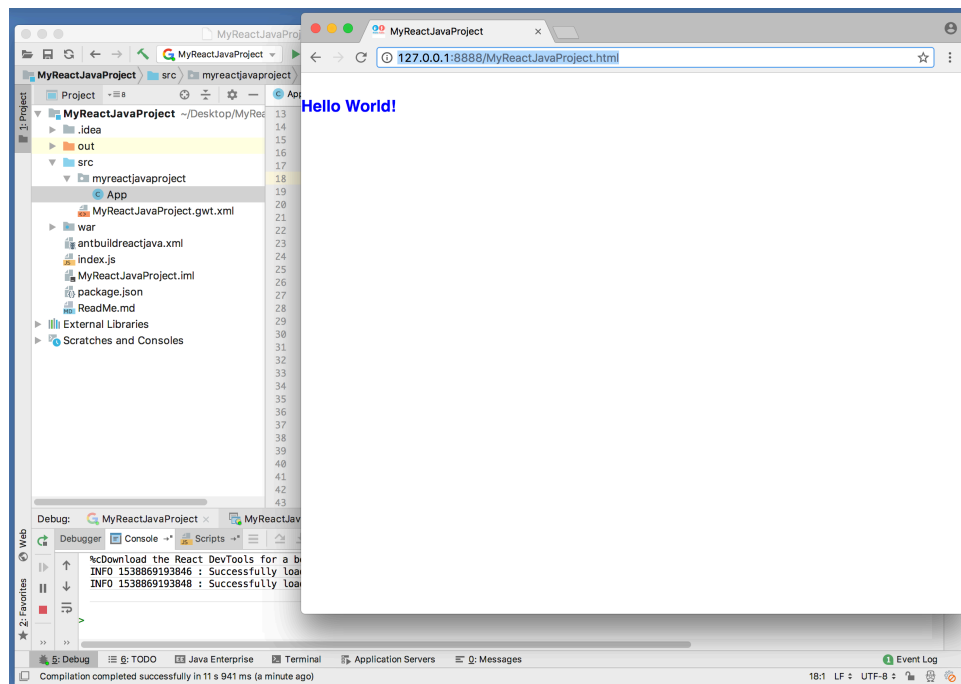 MyReactJavaProj
MyReactJavaProject
MyReactJavaProject src myreactjavaproject
1: Project
Project
MyReactJavaProject ~/Desktop/MyRea
.idea
out
src
myreactjavaproject
App
MyReactJavaProject.gwt.xml
war
antbuildreactjava.xml
index.js
MyReactJavaProject.iml
package.json
ReadMe.md
External Libraries
Scratches and Consoles
App
13
14
15
16
17
18
19
20
21
22
23
24
25
26
27
28
29
30
31
32
33
34
35
36
37
38
39
40
41
42
43
MyReactJavaProject
127.0.0.1:8888/MyReactJavaProject.html
Hello World!
Debug: MyReactJavaProject MyReactJav
Debugger Console Scripts
%cDownload the React DevTools for a b
INFO 1538869193846 : Successfully loa
INFO 1538869193848 : Successfully loa
>
Web
2: Favorites
5: Debug 6: TODO Java Enterprise Terminal Application Servers 0: Messages 1 Event Log
Compilation completed successfully in 11 s 941 ms (a minute ago) 18:1 LF UTF-8